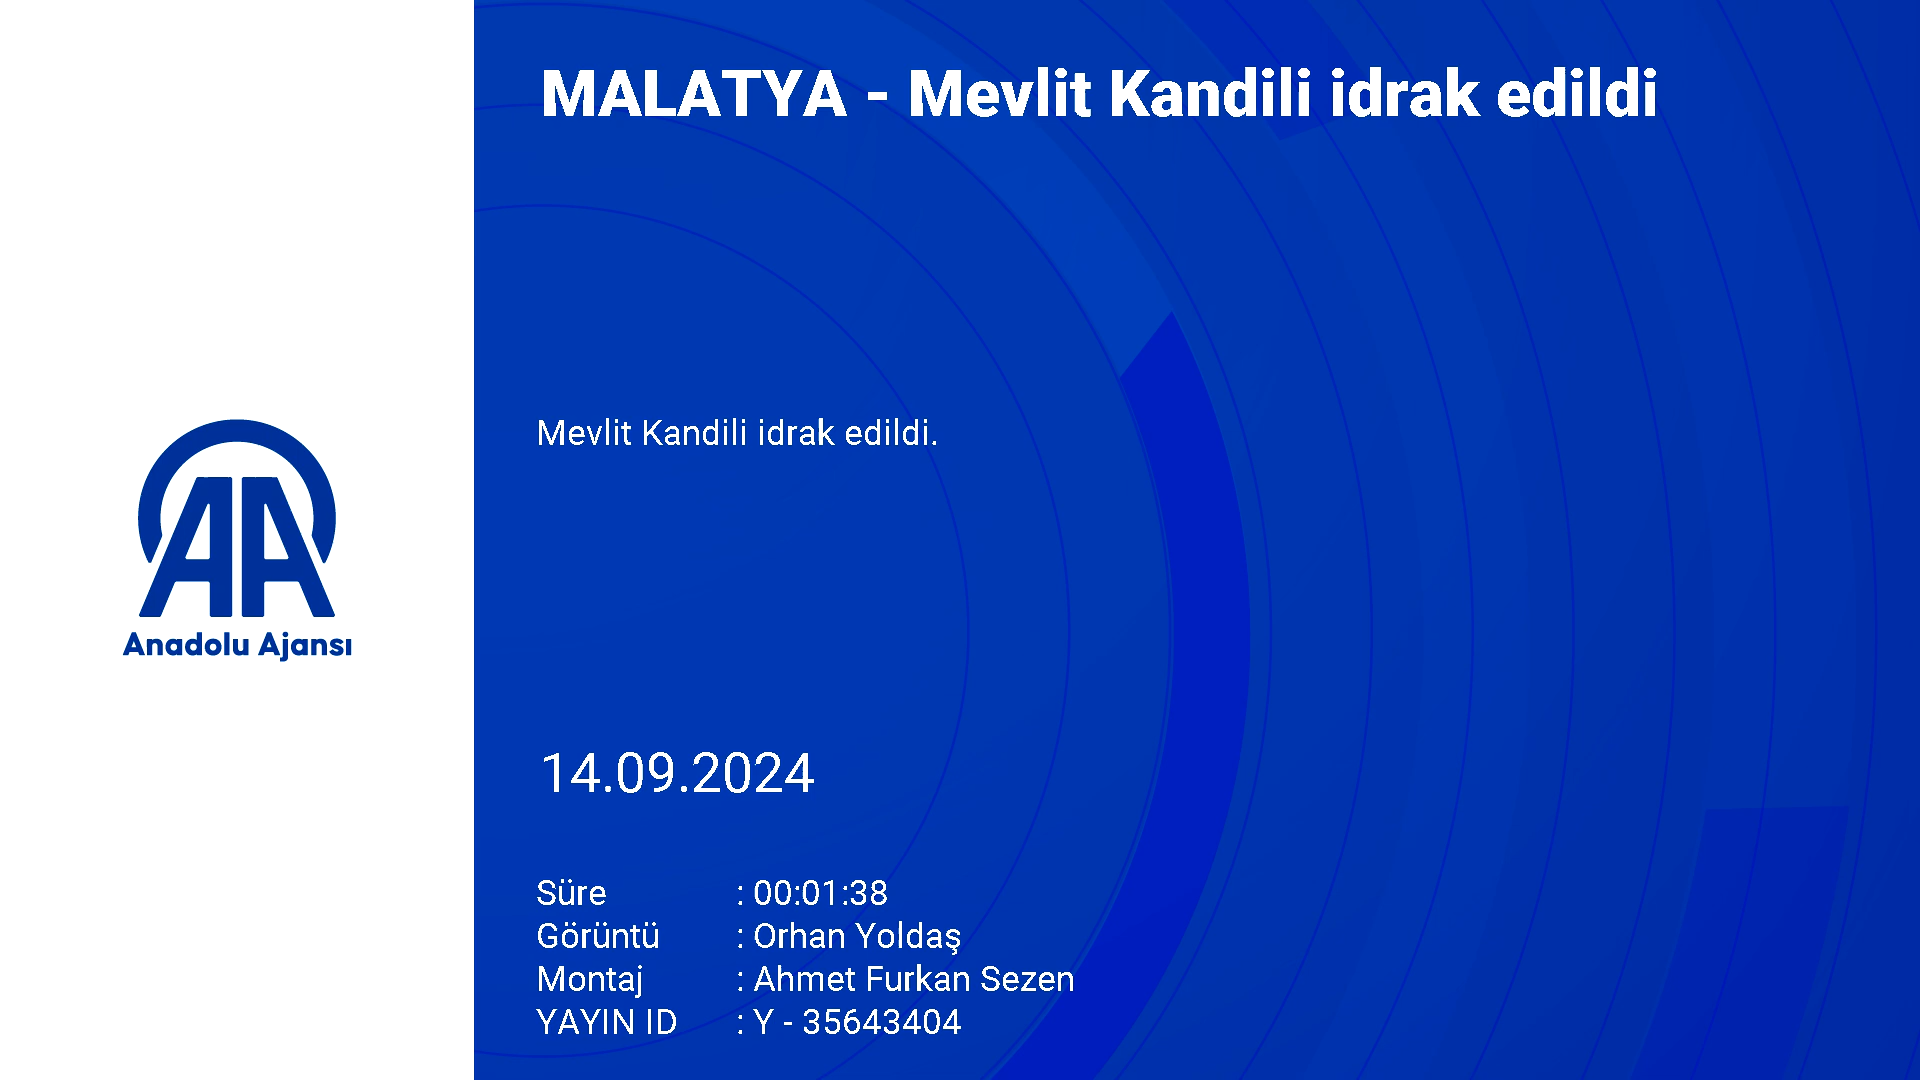 MALATYA - Mevlit Kandili idrak edildi
Mevlit Kandili idrak edildi.
AA
Anadolu Ajansı
14.09.2024
Süre : 00:01:38
Görüntü : Orhan Yoldaş
Montaj : Ahmet Furkan Sezen
YAYIN ID : Y - 35643404